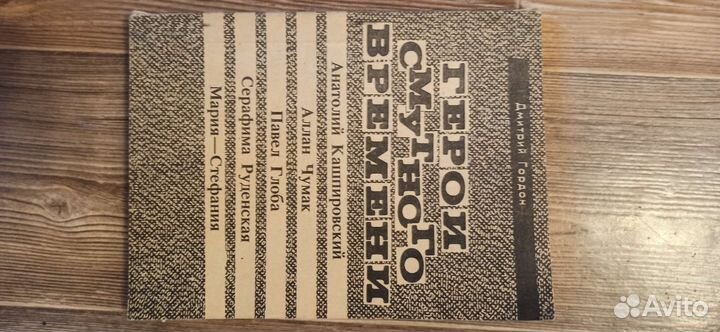 Дмитрий Гордон
ГЕРОИ
СМУТНОГО
ВРЕМЕНИ
Анатолий Кашпировский
Аллан Чумак
Павел Глоба
Серафима Руденская
Мария—Стефания
Avito